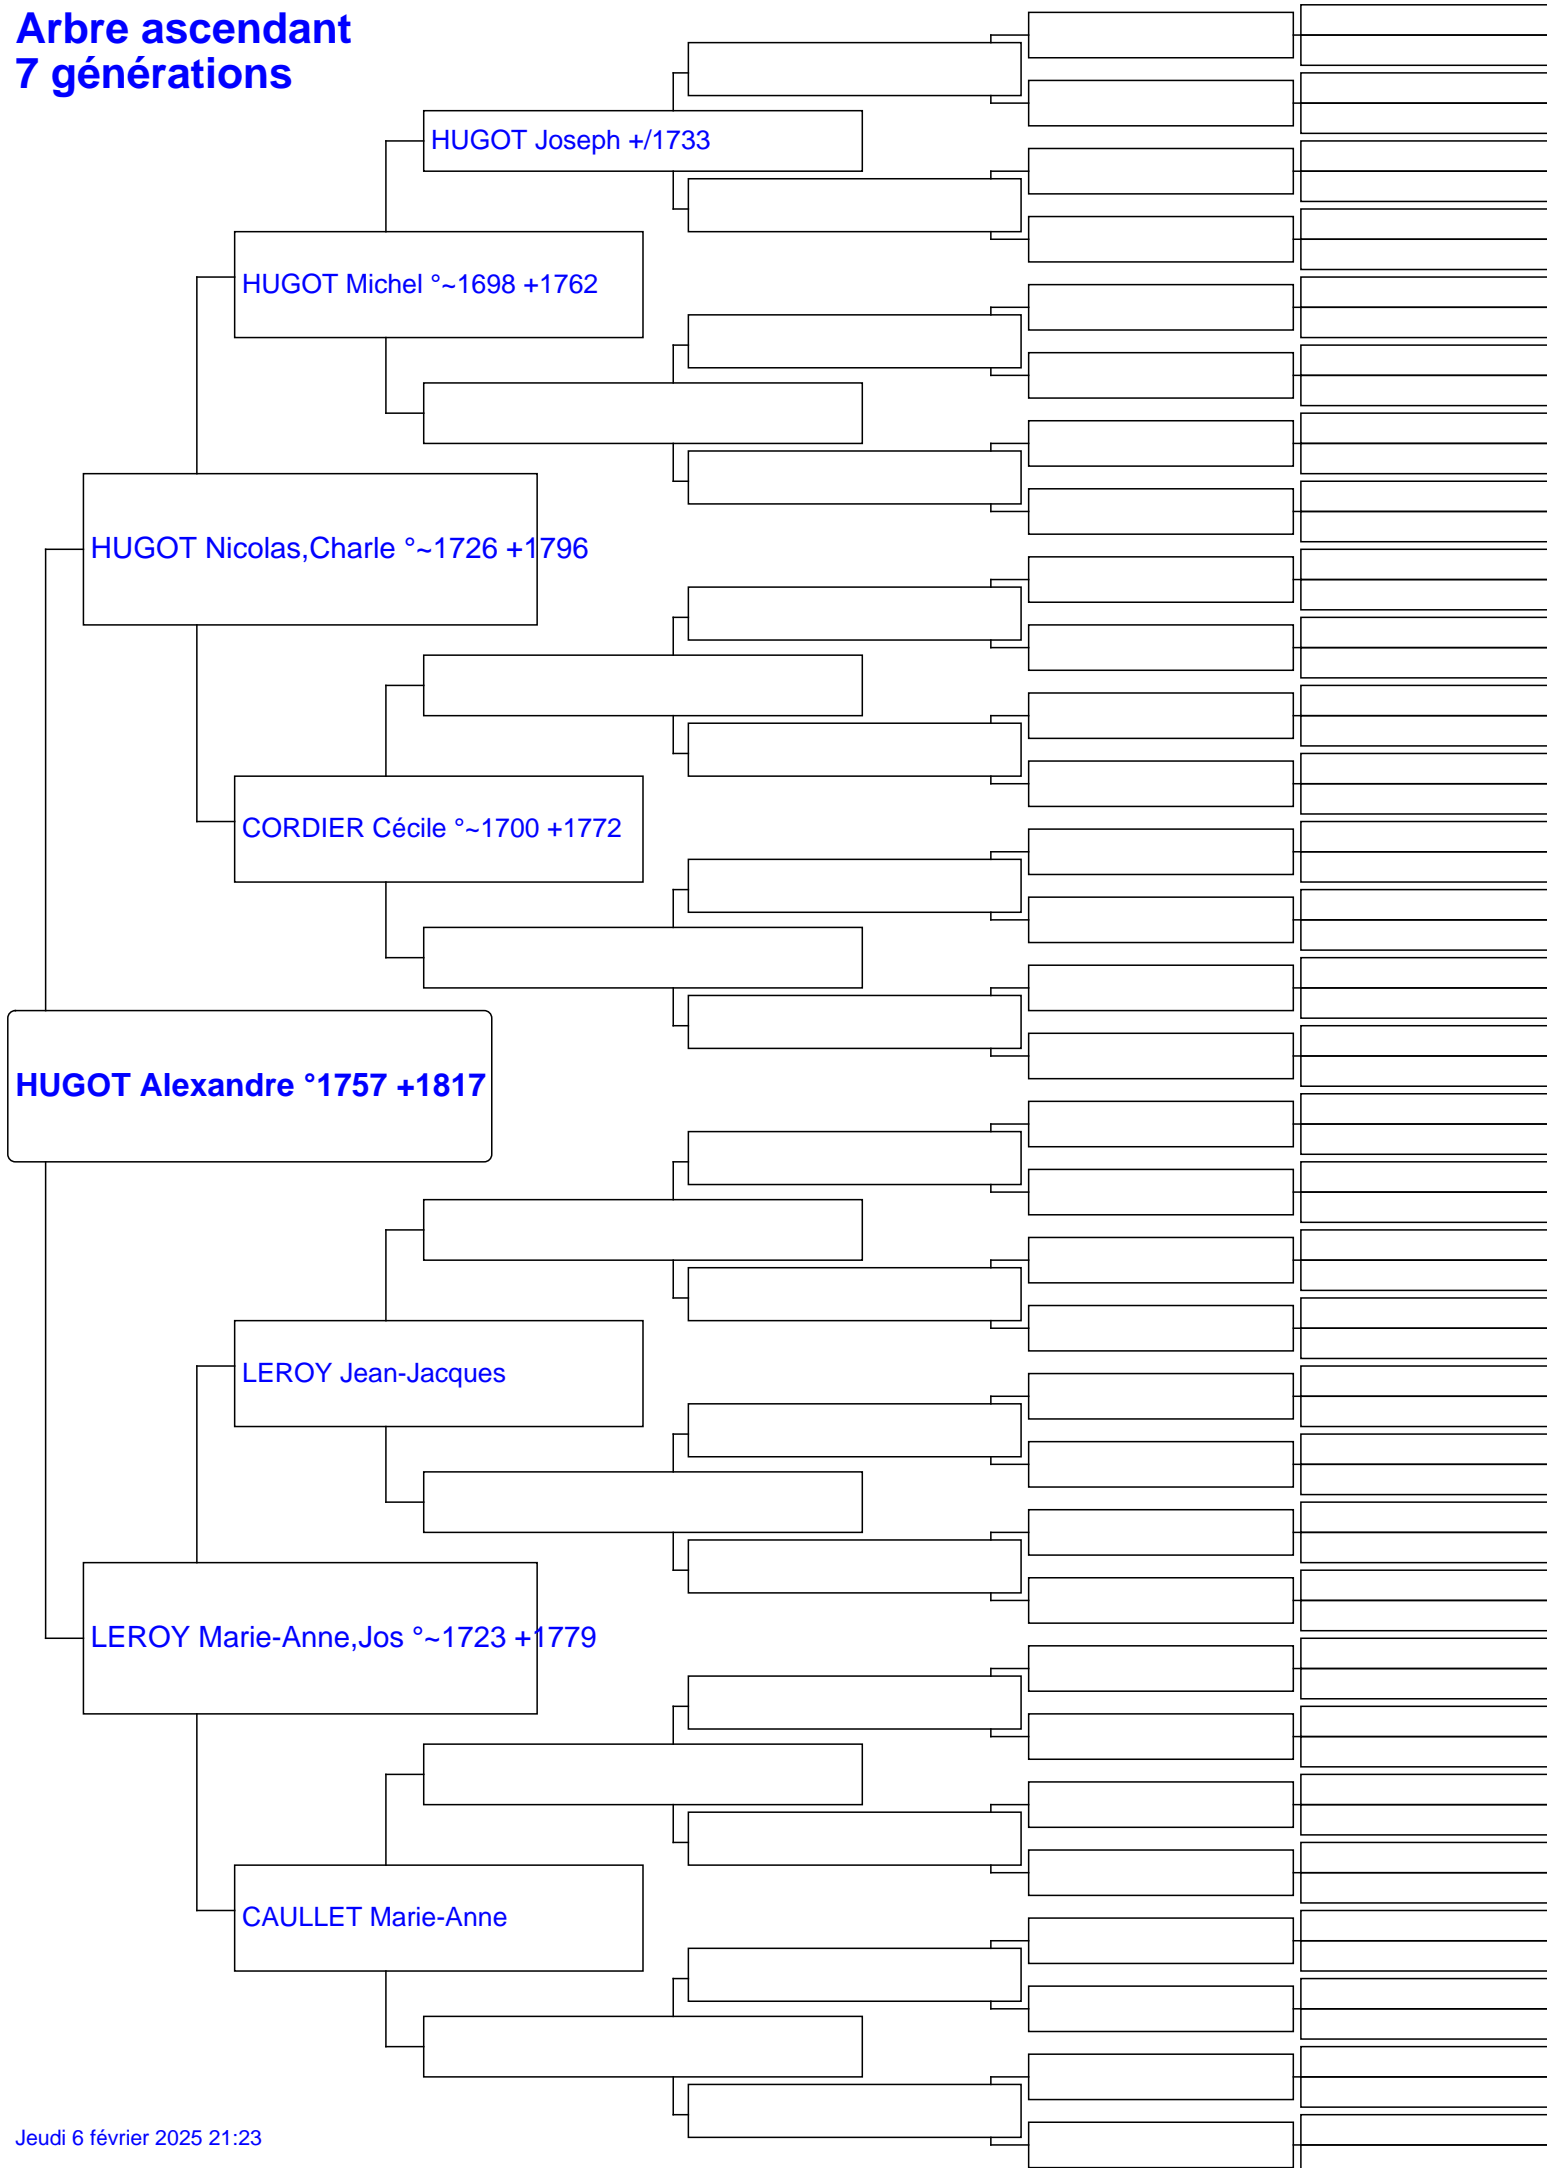 Arbre ascendant
7 générations
HUGOT Joseph +/1733
HUGOT Michel °~1698 +1762
HUGOT Nicolas,Charle °~1726 +1796
CORDIER Cécile °~1700 +1772
HUGOT Alexandre °1757 +1817
LEROY Jean-Jacques
LEROY Marie-Anne,Jos °~1723 +1779
CAULLET Marie-Anne
Jeudi 6 février 2025 21:23